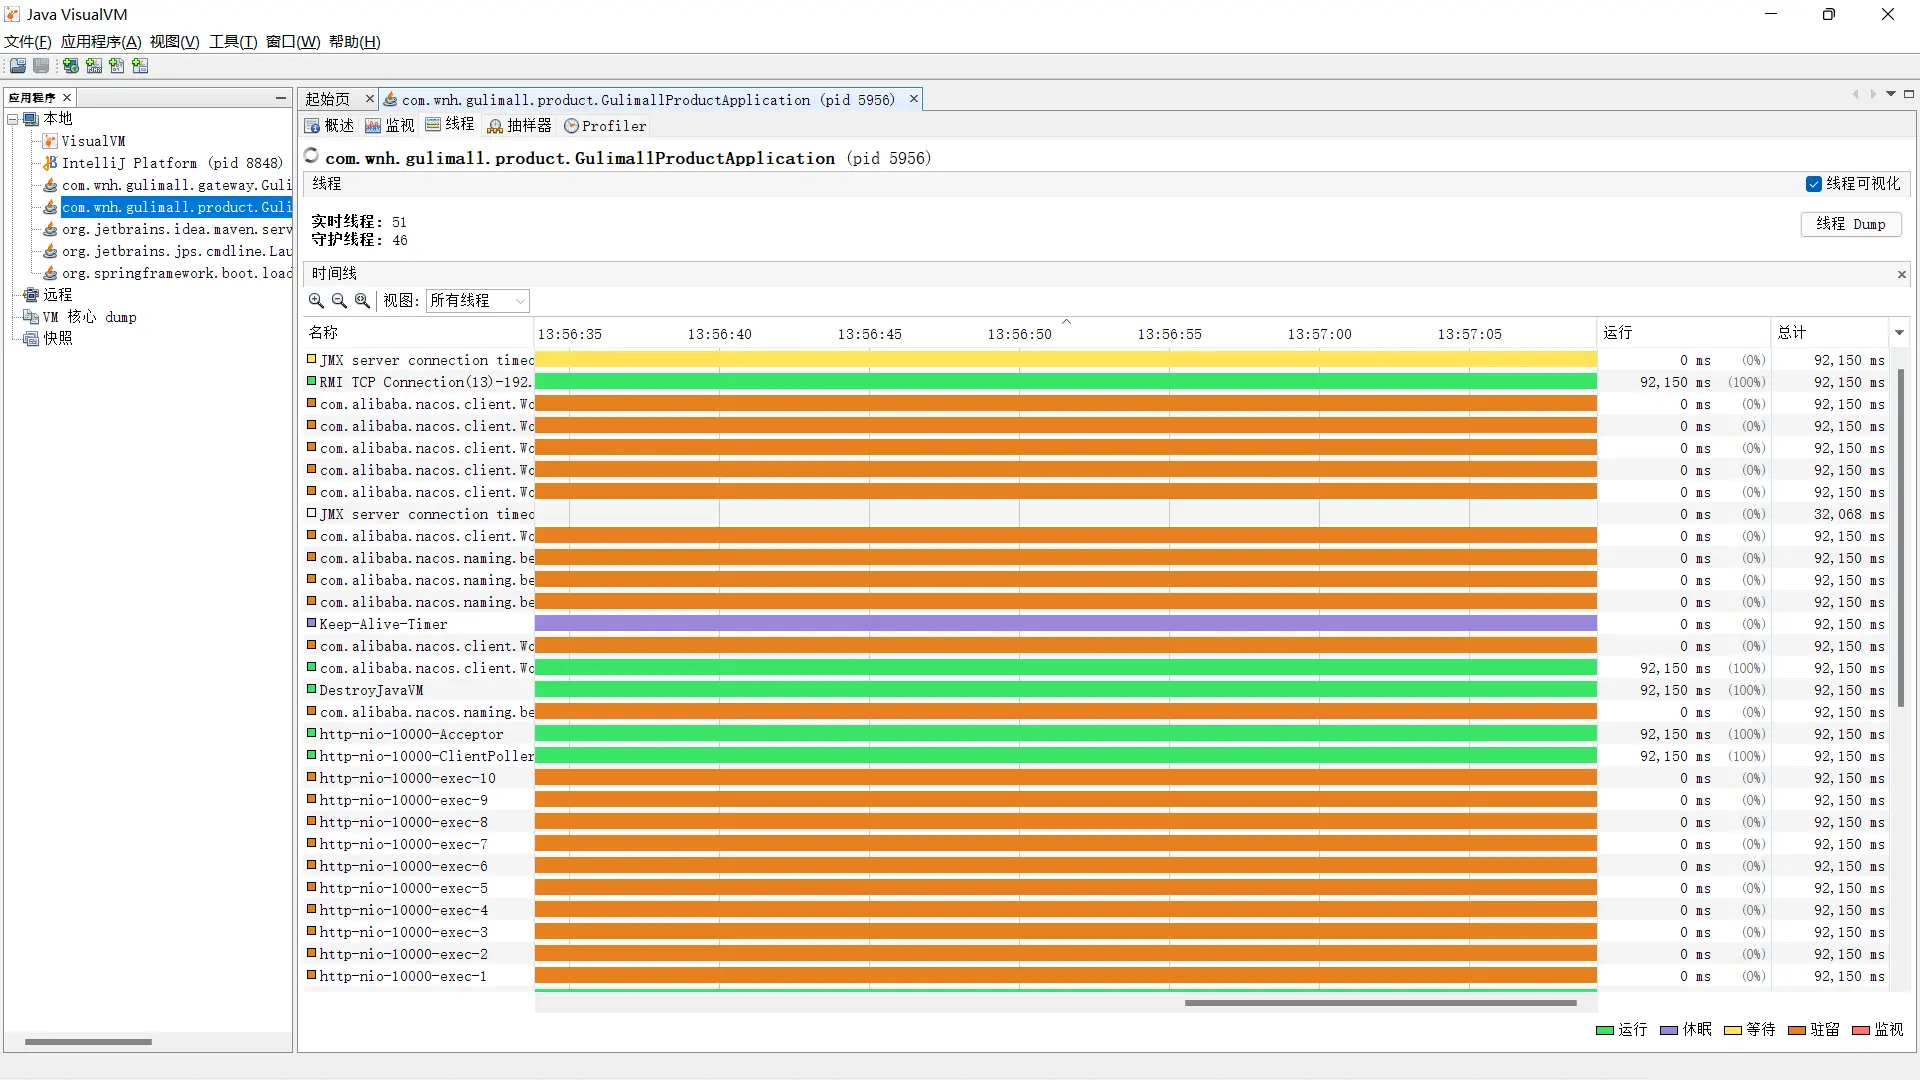 Java VisualVM
文件(F) 应用程序(A) 视图(V) 工具(T) 窗口(W) 帮助(H)
应用程序
本地
VisualVM
IntelliJ Platform (pid 8848)
com.wnh.gulimall.gateway.Guli
com.wnh.gulimall.product.Guli
org.jetbrains.idea.maven.serv
org.jetbrains.jps.cmdline.Lau
org.springframework.boot.load
远程
VM 核心 dump
快照
起始页 com.wnh.gulimall.product.GulimallProductApplication (pid 5956)
概述 监视 线程 抽样器 Profiler
com.wnh.gulimall.product.GulimallProductApplication (pid 5956)
线程 线程可视化
实时线程: 51
守护线程: 46
线程 Dump
时间线
视图: 所有线程
名称 13:56:35 13:56:40 13:56:45 13:56:50 13:56:55 13:57:00 13:57:05 运行 总计
JMX server connection timeo 0 ms (0%) 92,150 ms
RMI TCP Connection(13)-192. 92,150 ms (100%) 92,150 ms
com.alibaba.nacos.client.Wo 0 ms (0%) 92,150 ms
com.alibaba.nacos.client.Wo 0 ms (0%) 92,150 ms
com.alibaba.nacos.client.Wo 0 ms (0%) 92,150 ms
com.alibaba.nacos.client.Wo 0 ms (0%) 92,150 ms
com.alibaba.nacos.client.Wo 0 ms (0%) 92,150 ms
JMX server connection timeo 0 ms (0%) 32,068 ms
com.alibaba.nacos.client.Wo 0 ms (0%) 92,150 ms
com.alibaba.nacos.naming.be 0 ms (0%) 92,150 ms
com.alibaba.nacos.naming.be 0 ms (0%) 92,150 ms
com.alibaba.nacos.naming.be 0 ms (0%) 92,150 ms
Keep-Alive-Timer 0 ms (0%) 92,150 ms
com.alibaba.nacos.client.Wo 0 ms (0%) 92,150 ms
com.alibaba.nacos.client.Wo 92,150 ms (100%) 92,150 ms
DestroyJavaVM 92,150 ms (100%) 92,150 ms
com.alibaba.nacos.naming.be 0 ms (0%) 92,150 ms
http-nio-10000-Acceptor 92,150 ms (100%) 92,150 ms
http-nio-10000-ClientPoller 92,150 ms (100%) 92,150 ms
http-nio-10000-exec-10 0 ms (0%) 92,150 ms
http-nio-10000-exec-9 0 ms (0%) 92,150 ms
http-nio-10000-exec-8 0 ms (0%) 92,150 ms
http-nio-10000-exec-7 0 ms (0%) 92,150 ms
http-nio-10000-exec-6 0 ms (0%) 92,150 ms
http-nio-10000-exec-5 0 ms (0%) 92,150 ms
http-nio-10000-exec-4 0 ms (0%) 92,150 ms
http-nio-10000-exec-3 0 ms (0%) 92,150 ms
http-nio-10000-exec-2 0 ms (0%) 92,150 ms
http-nio-10000-exec-1 0 ms (0%) 92,150 ms
运行 休眠 等待 驻留 监视